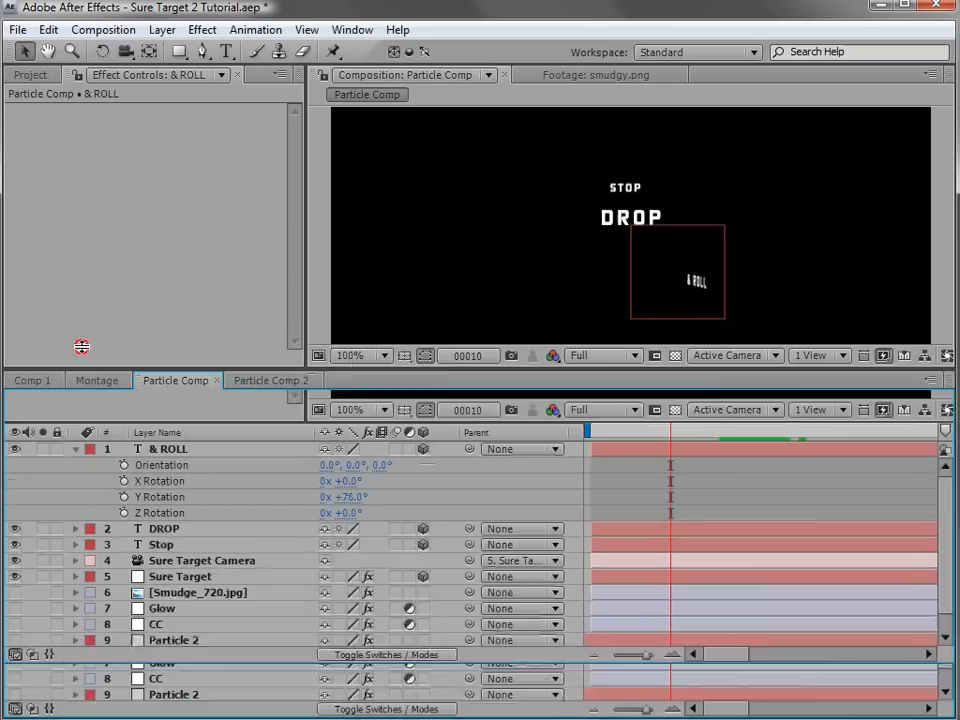 Adobe After Effects - Sure Target 2 Tutorial.aep *
File Edit Composition Layer Effect Animation View Window Help
Workspace: Standard Search Help
Project Effect Controls: & ROLL Composition: Particle Comp Footage: smudgy.png
Particle Comp • & ROLL Particle Comp
STOP
DROP
& ROLL
100% 00010 Full Active Camera 1 View
Comp 1 Montage Particle Comp Particle Comp 2
100% 00010 Full Active Camera 1 View
# Layer Name Parent
1 T & ROLL None
Orientation 0.0°, 0.0°, 0.0°
X Rotation 0x +0.0°
Y Rotation 0x +76.0°
Z Rotation 0x +0.0°
2 T DROP None
3 T Stop None
4 Sure Target Camera 5. Sure Ta...
5 Sure Target None
6 [Smudge_720.jpg] None
7 Glow None
8 CC None
9 Particle 2 None
Toggle Switches / Modes
8 CC None
9 Particle 2 None
Toggle Switches / Modes